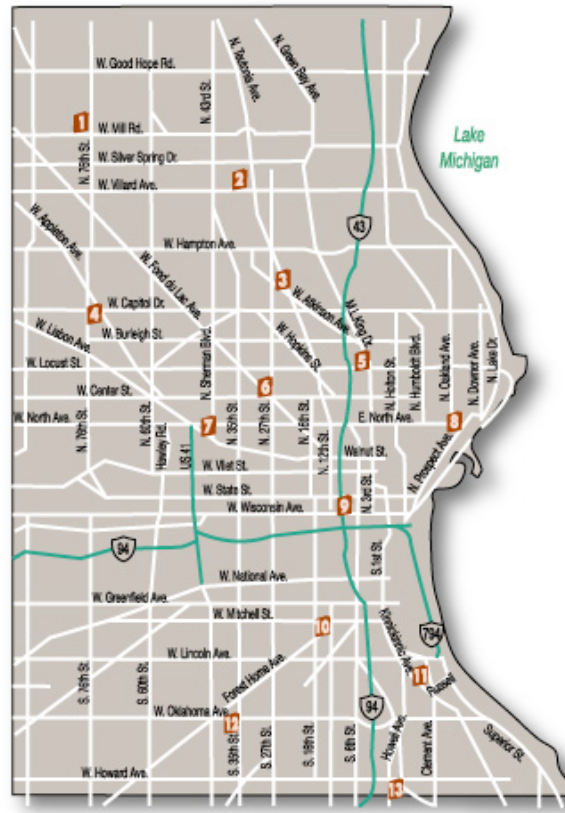 W. Good Hope Rd.
N. 43rd St.
N. Teutonia Ave.
N. Green Bay Ave.
1
W. Mill Rd.
N. 76th St.
W. Silver Spring Dr.
2
W. Villard Ave.
Lake
Michigan
W. Appleton Ave.
W. Fond du Lac Ave.
W. Hampton Ave.
43
3
W. Atkinson Ave.
M.L.King Dr.
4
W. Capitol Dr.
W. Lisbon Ave.
W. Burleigh St.
N. Sherman Blvd.
W. Hopkins St.
5
N. Holton St.
N. Humboldt Blvd.
N. Oakland Ave.
N. Downer Ave.
N. Lake Dr.
W. Locust St.
W. Center St.
6
W. North Ave.
N. 76th St.
N. 60th St.
Hawley Rd.
US 41
7
N. 35th St.
N. 27th St.
N. 16th St.
N. 12th St.
E. North Ave.
8
N. Prospect Ave.
Walnut St.
W. Vliet St.
W. State St.
W. Wisconsin Ave.
9
N. 3rd St.
94
S. 1st St.
W. National Ave.
W. Greenfield Ave.
W. Mitchell St.
10
Kinnickinnic Ave.
794
W. Lincoln Ave.
Forest Home Ave.
11
Russell
S. 76th St.
S. 60th St.
W. Oklahoma Ave.
12
S. 35th St.
S. 27th St.
S. 16th St.
S. 6th St.
94
Howell Ave.
Clement Ave.
Superior St.
W. Howard Ave.
13